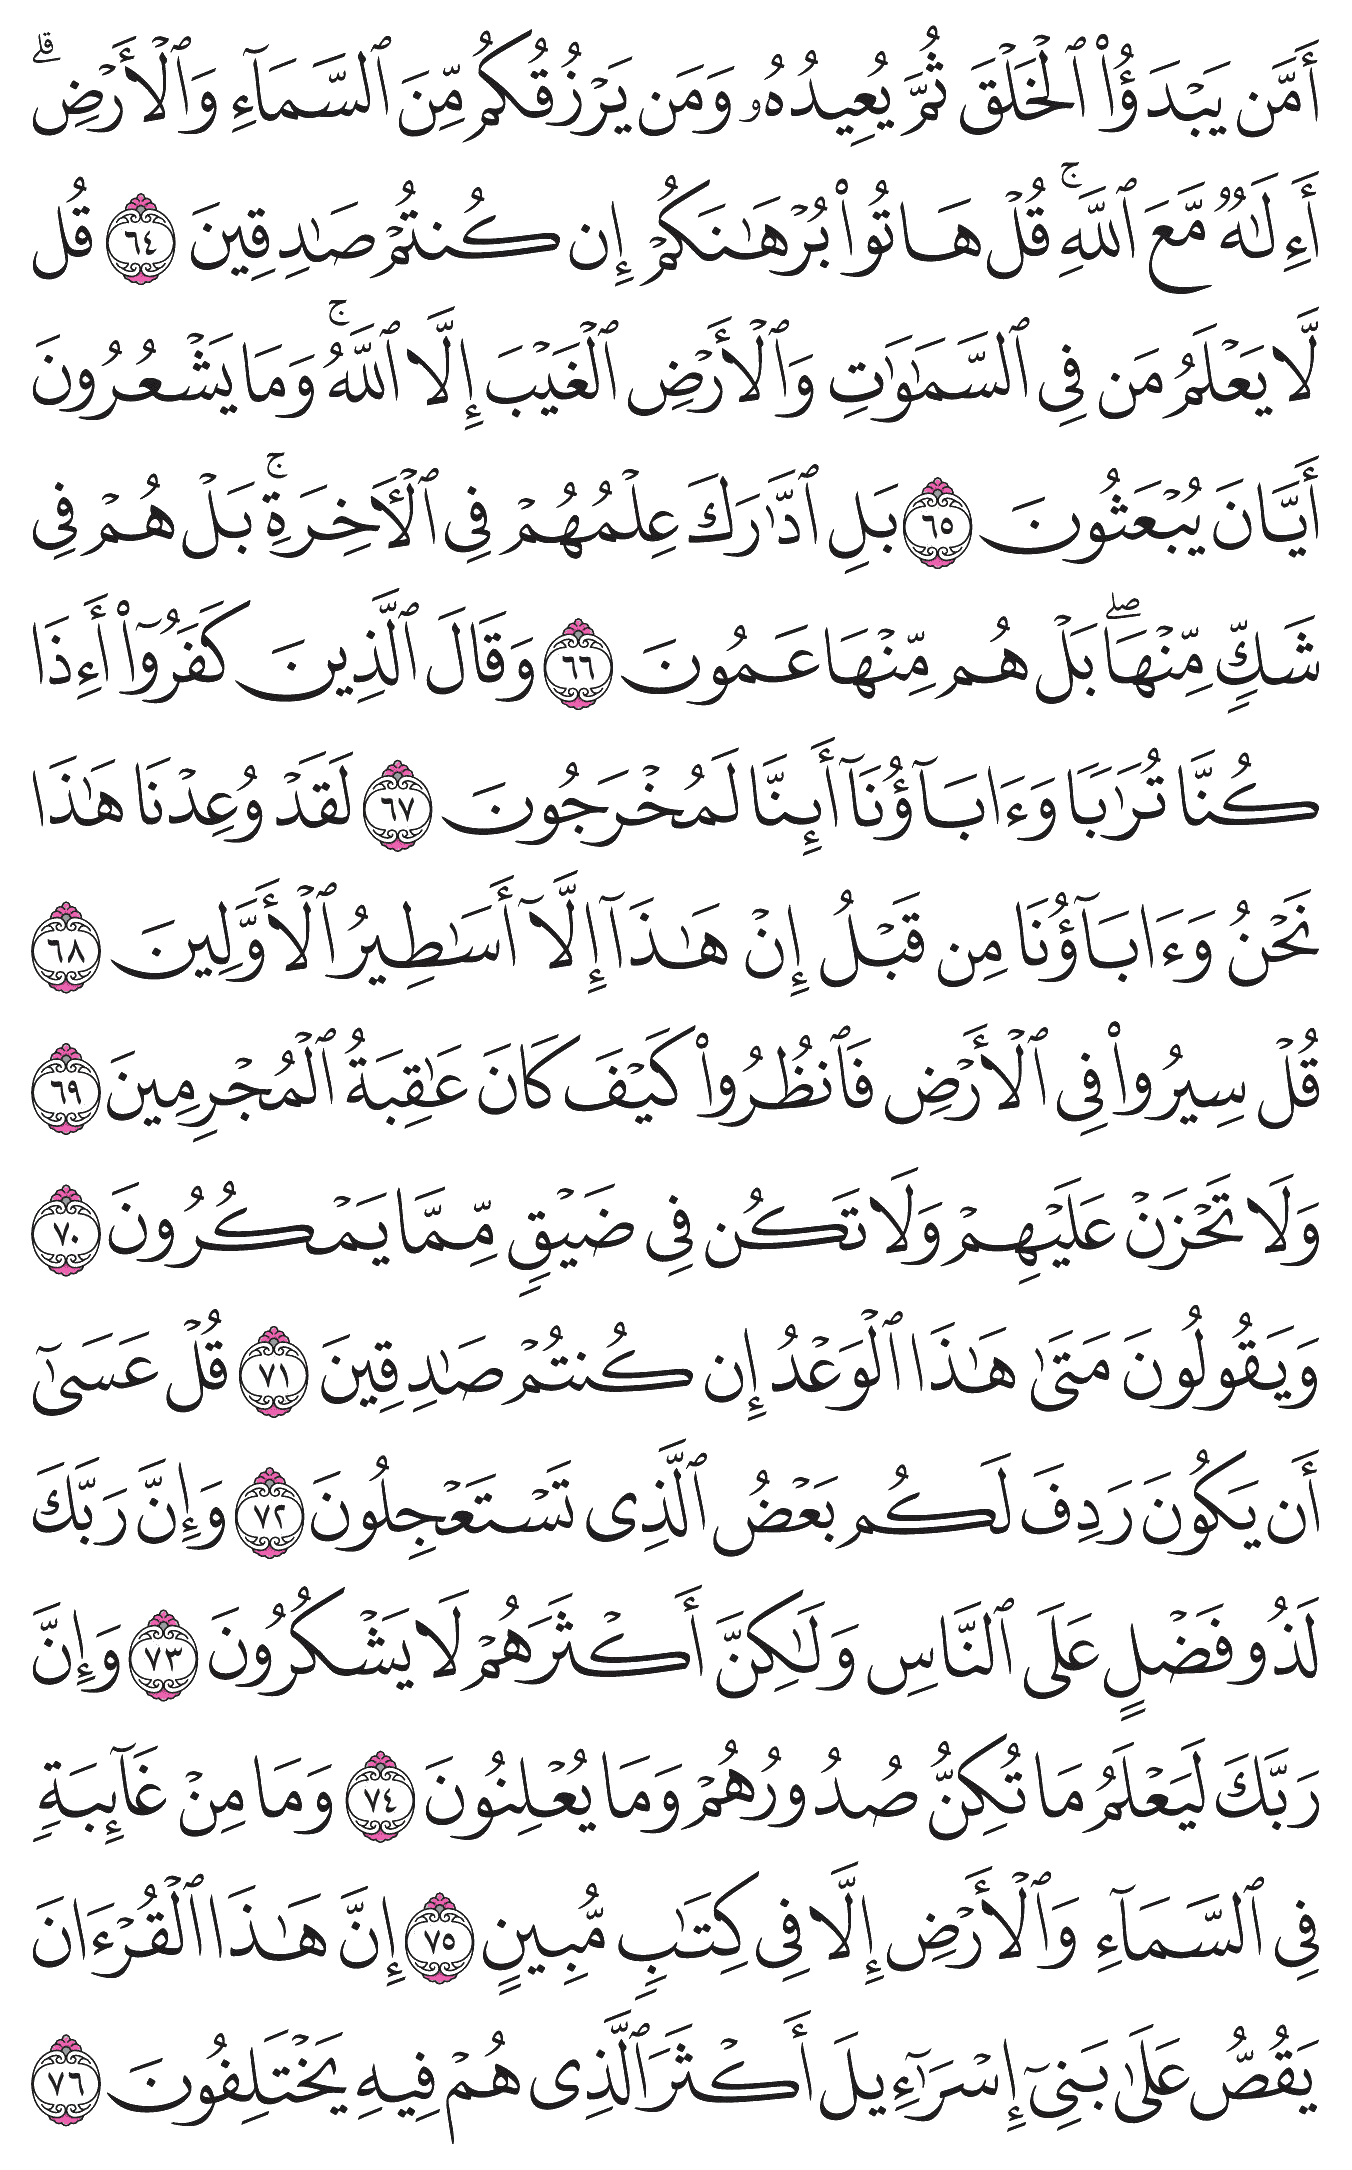 أَمَّن يَبْدَؤُا۟ ٱلْخَلْقَ ثُمَّ يُعِيدُهُۥ وَمَن يَرْزُقُكُم مِّنَ ٱلسَّمَآءِ وَٱلْأَرْضِ ۗ
أَءِلَٰهٌ مَّعَ ٱللَّهِ ۚ قُلْ هَاتُوا۟ بُرْهَٰنَكُمْ إِن كُنتُمْ صَٰدِقِينَ ٦٤ قُل
لَّا يَعْلَمُ مَن فِى ٱلسَّمَٰوَٰتِ وَٱلْأَرْضِ ٱلْغَيْبَ إِلَّا ٱللَّهُ ۚ وَمَا يَشْعُرُونَ
أَيَّانَ يُبْعَثُونَ ٦٥ بَلِ ٱدَّٰرَكَ عِلْمُهُمْ فِى ٱلْءَاخِرَةِ ۚ بَلْ هُمْ فِى
شَكٍّ مِّنْهَا ۖ بَلْ هُم مِّنْهَا عَمُونَ ٦٦ وَقَالَ ٱلَّذِينَ كَفَرُوٓا۟ أَءِذَا
كُنَّا تُرَٰبًا وَءَابَآؤُنَآ أَئِنَّا لَمُخْرَجُونَ ٦٧ لَقَدْ وُعِدْنَا هَٰذَا
نَحْنُ وَءَابَآؤُنَا مِن قَبْلُ إِنْ هَٰذَآ إِلَّآ أَسَٰطِيرُ ٱلْأَوَّلِينَ ٦٨
قُلْ سِيرُوا۟ فِى ٱلْأَرْضِ فَٱنظُرُوا۟ كَيْفَ كَانَ عَٰقِبَةُ ٱلْمُجْرِمِينَ ٦٩
وَلَا تَحْزَنْ عَلَيْهِمْ وَلَا تَكُن فِى ضَيْقٍ مِّمَّا يَمْكُرُونَ ٧٠
وَيَقُولُونَ مَتَىٰ هَٰذَا ٱلْوَعْدُ إِن كُنتُمْ صَٰدِقِينَ ٧١ قُلْ عَسَىٰٓ
أَن يَكُونَ رَدِفَ لَكُم بَعْضُ ٱلَّذِى تَسْتَعْجِلُونَ ٧٢ وَإِنَّ رَبَّكَ
لَذُو فَضْلٍ عَلَى ٱلنَّاسِ وَلَٰكِنَّ أَكْثَرَهُمْ لَا يَشْكُرُونَ ٧٣ وَإِنَّ
رَبَّكَ لَيَعْلَمُ مَا تُكِنُّ صُدُورُهُمْ وَمَا يُعْلِنُونَ ٧٤ وَمَا مِنْ غَآئِبَةٍ
فِى ٱلسَّمَآءِ وَٱلْأَرْضِ إِلَّا فِى كِتَٰبٍ مُّبِينٍ ٧٥ إِنَّ هَٰذَا ٱلْقُرْءَانَ
يَقُصُّ عَلَىٰ بَنِىٓ إِسْرَٰٓءِيلَ أَكْثَرَ ٱلَّذِى هُمْ فِيهِ يَخْتَلِفُونَ ٧٦